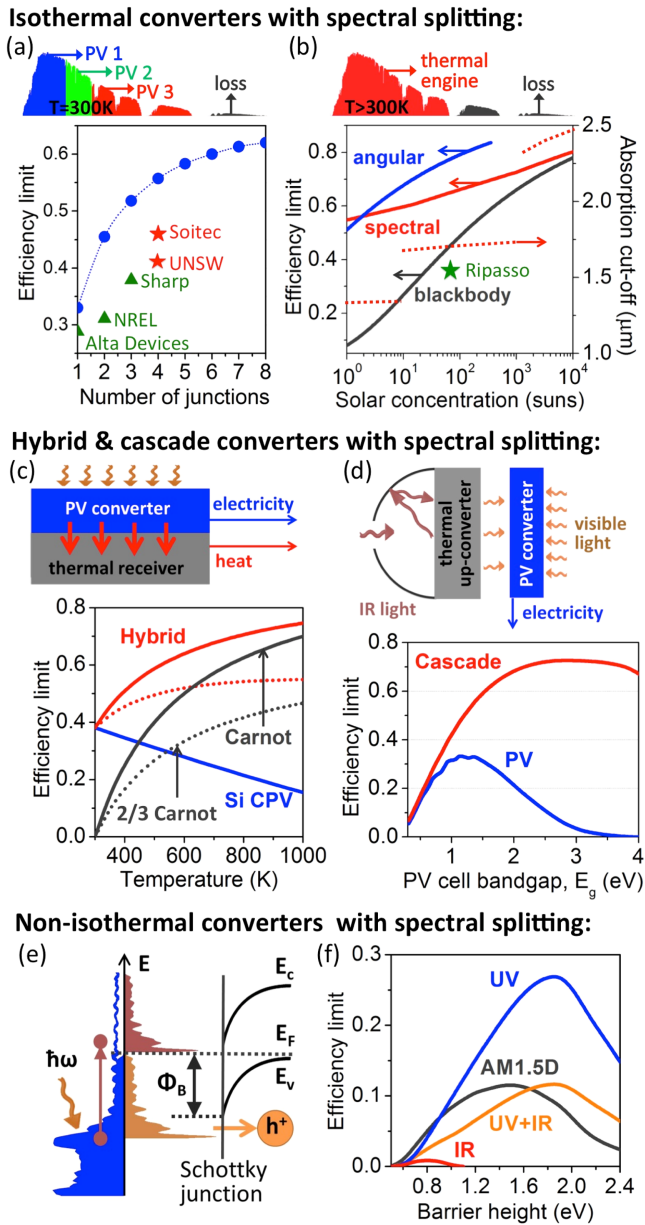 Isothermal converters with spectral splitting:
(a)
PV 1
PV 2
PV 3
loss
T=300K
Efficiency limit
0.6
0.5
0.4
0.3
Soitec
UNSW
Sharp
NREL
Alta Devices
1 2 3 4 5 6 7 8
Number of junctions
(b)
thermal
engine
loss
T>300K
Efficiency limit
0.8
0.6
0.4
0.2
angular
spectral
Ripasso
blackbody
2.5
2.0
1.5
1.0
Absorption cut-off (μm)
10⁰ 10¹ 10² 10³ 10⁴
Solar concentration (suns)
Hybrid & cascade converters with spectral splitting:
(c)
PV converter
electricity
thermal receiver
heat
Efficiency limit
0.8
0.6
0.4
0.2
0.0
Hybrid
Carnot
2/3 Carnot
Si CPV
400 600 800 1000
Temperature (K)
(d)
thermal
up-converter
PV converter
visible
light
IR light
electricity
Efficiency limit
0.8
0.6
0.4
0.2
0.0
Cascade
PV
1 2 3 4
PV cell bandgap, E_g (eV)
Non-isothermal converters with spectral splitting:
(e)
E
E_c
E_F
E_v
ħω
Φ_B
h⁺
Schottky
junction
(f)
Efficiency limit
0.3
0.2
0.1
0.0
UV
AM1.5D
UV+IR
IR
0.8 1.2 1.6 2.0 2.4
Barrier height (eV)